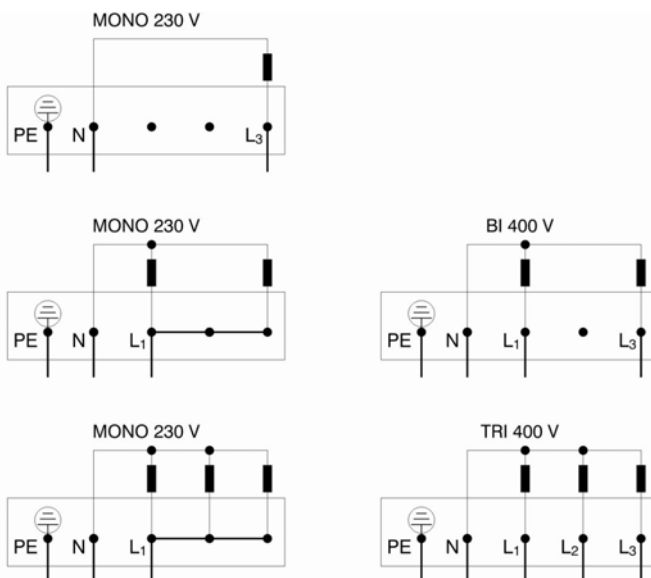 MONO 230 V
PE N L₃
MONO 230 V
PE N L₁
BI 400 V
PE N L₁ L₃
MONO 230 V
PE N L₁
TRI 400 V
PE N L₁ L₂ L₃